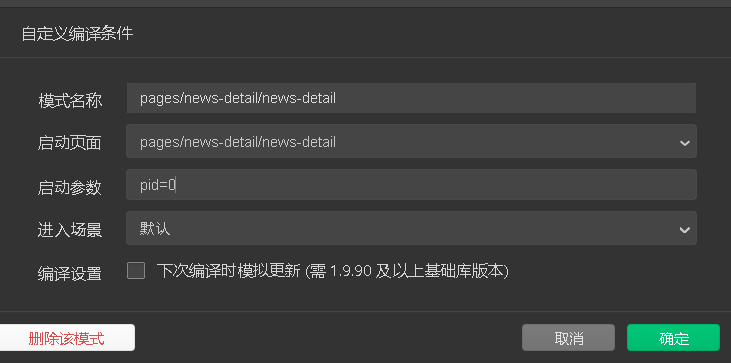 自定义编译条件
模式名称 pages/news-detail/news-detail
启动页面 pages/news-detail/news-detail
启动参数 pid=0
进入场景 默认
编译设置 下次编译时模拟更新 (需 1.9.90 及以上基础库版本)
删除该模式 取消 确定